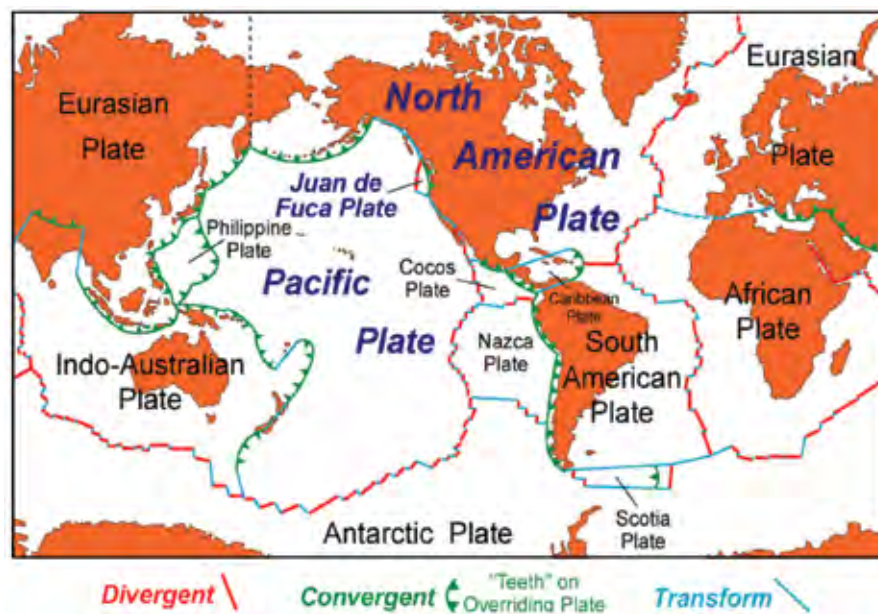 Eurasian
Plate
North
American
Plate
Eurasian
Plate
Juan de
Fuca Plate
Philippine
Plate
Pacific
Plate
Cocos
Plate
Caribbean
Plate
African
Plate
Nazca
Plate
South
American
Plate
Indo-Australian
Plate
Antarctic Plate
Scotia
Plate
Divergent
Convergent
"Teeth" on
Overriding Plate
Transform